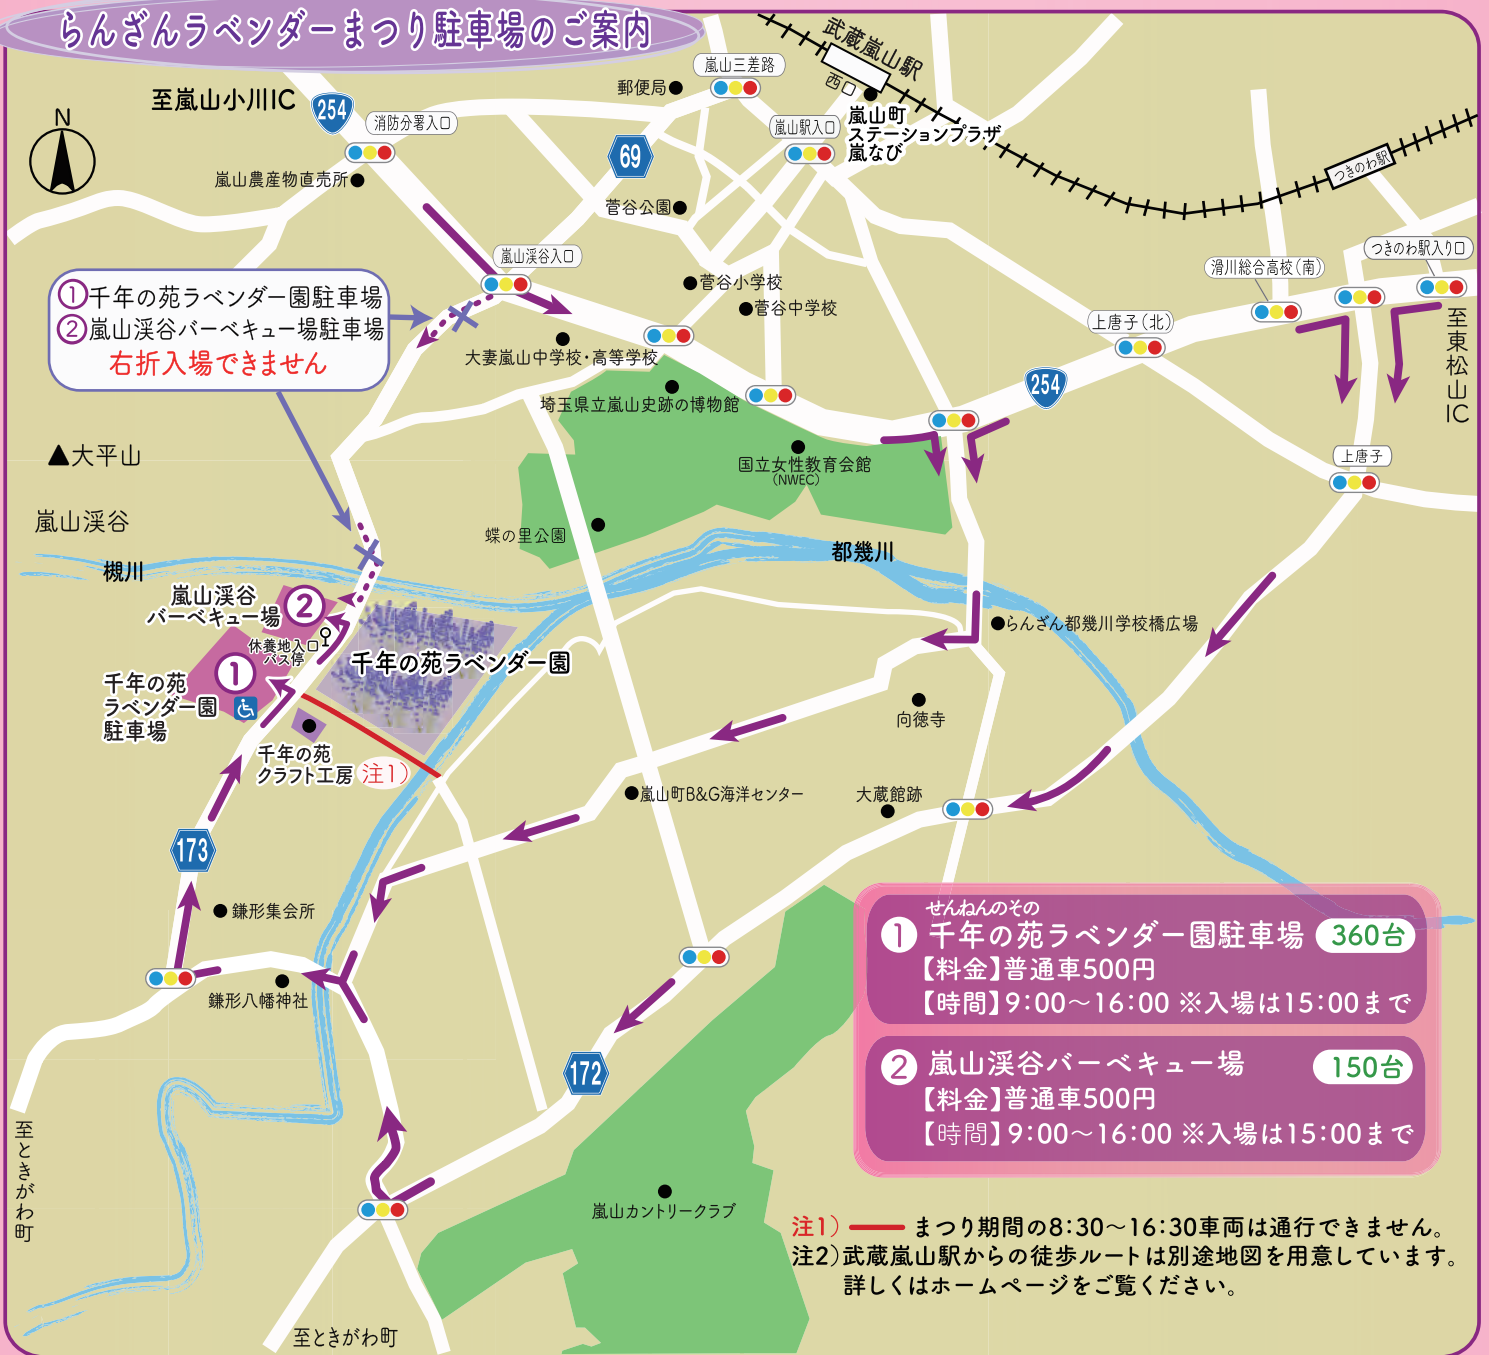 らんざんラベンダーまつり駐車場のご案内
至嵐山小川IC
254
消防分署入口
N
嵐山農産物直売所
郵便局
嵐山三差路
武蔵嵐山駅
西口
嵐山町
ステーションプラザ
嵐なび
嵐山駅入口
69
菅谷公園
つきのわ駅
つきのわ駅入り口
滑川総合高校(南)
嵐山渓谷入口
菅谷小学校
菅谷中学校
上唐子(北)
至東松山IC
①千年の苑ラベンダー園駐車場
②嵐山渓谷バーベキュー場駐車場
右折入場できません
大妻嵐山中学校・高等学校
埼玉県立嵐山史跡の博物館
254
国立女性教育会館
(NWEC)
上唐子
▲大平山
嵐山渓谷
蝶の里公園
都幾川
槻川
嵐山渓谷
バーベキュー場
2
休養地入口
バス停
1
千年の苑ラベンダー園
千年の苑
ラベンダー園
駐車場
千年の苑
クラフト工房
注1)
らんざん都幾川学校橋広場
向徳寺
嵐山町B&G海洋センター
大蔵館跡
173
鎌形集会所
鎌形八幡神社
172
至ときがわ町
嵐山カントリークラブ
至ときがわ町
せんねんのその
1 千年の苑ラベンダー園駐車場 360台
【料金】普通車500円
【時間】9:00～16:00 ※入場は15:00まで
2 嵐山渓谷バーベキュー場 150台
【料金】普通車500円
【時間】9:00～16:00 ※入場は15:00まで
注1) まつり期間の8:30～16:30車両は通行できません。
注2)武蔵嵐山駅からの徒歩ルートは別途地図を用意しています。
詳しくはホームページをご覧ください。